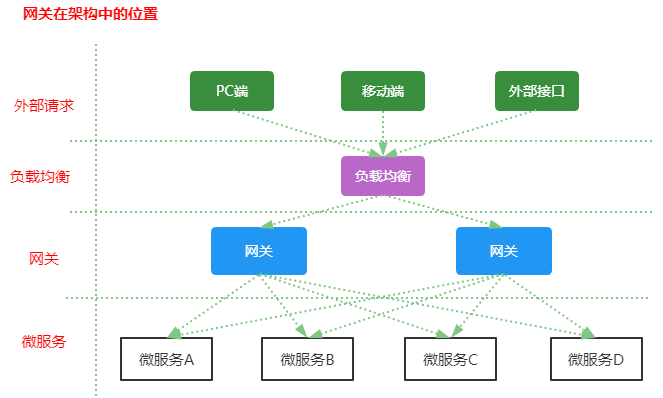 网关在架构中的位置
外部请求
PC端
移动端
外部接口
负载均衡
负载均衡
网关
网关
网关
微服务
微服务A
微服务B
微服务C
微服务D